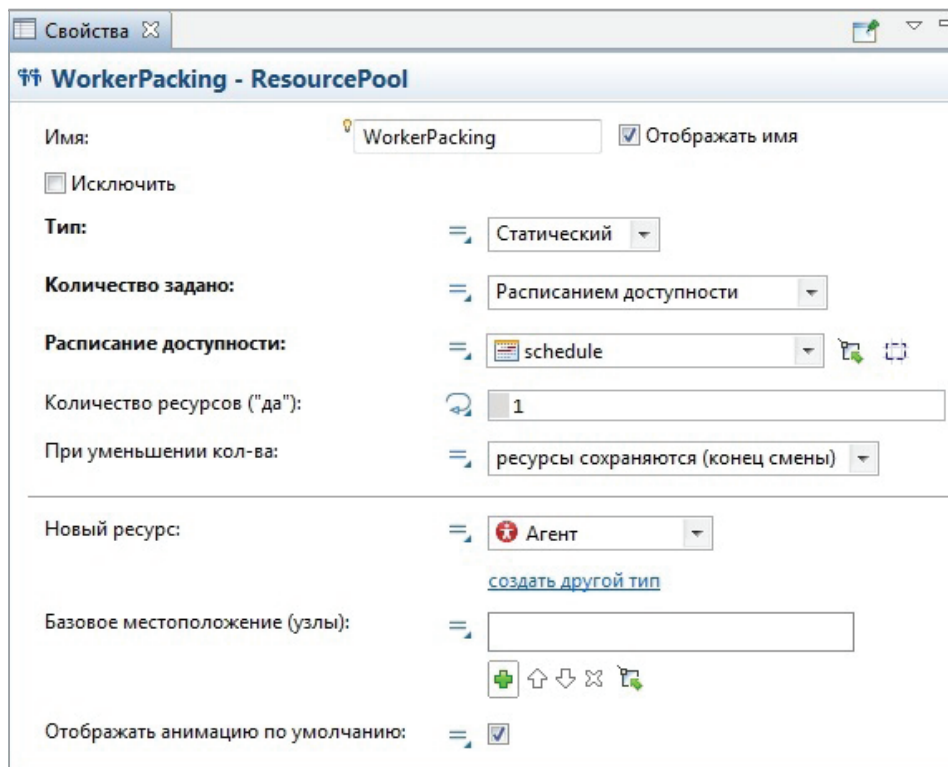 Свойства
WorkerPacking - ResourcePool
Имя: WorkerPacking Отображать имя
Исключить
Тип: Статический
Количество задано: Расписанием доступности
Расписание доступности: schedule
Количество ресурсов ("да"): 1
При уменьшении кол-ва: ресурсы сохраняются (конец смены)
Новый ресурс: Агент
создать другой тип
Базовое местоположение (узлы):
Отображать анимацию по умолчанию: